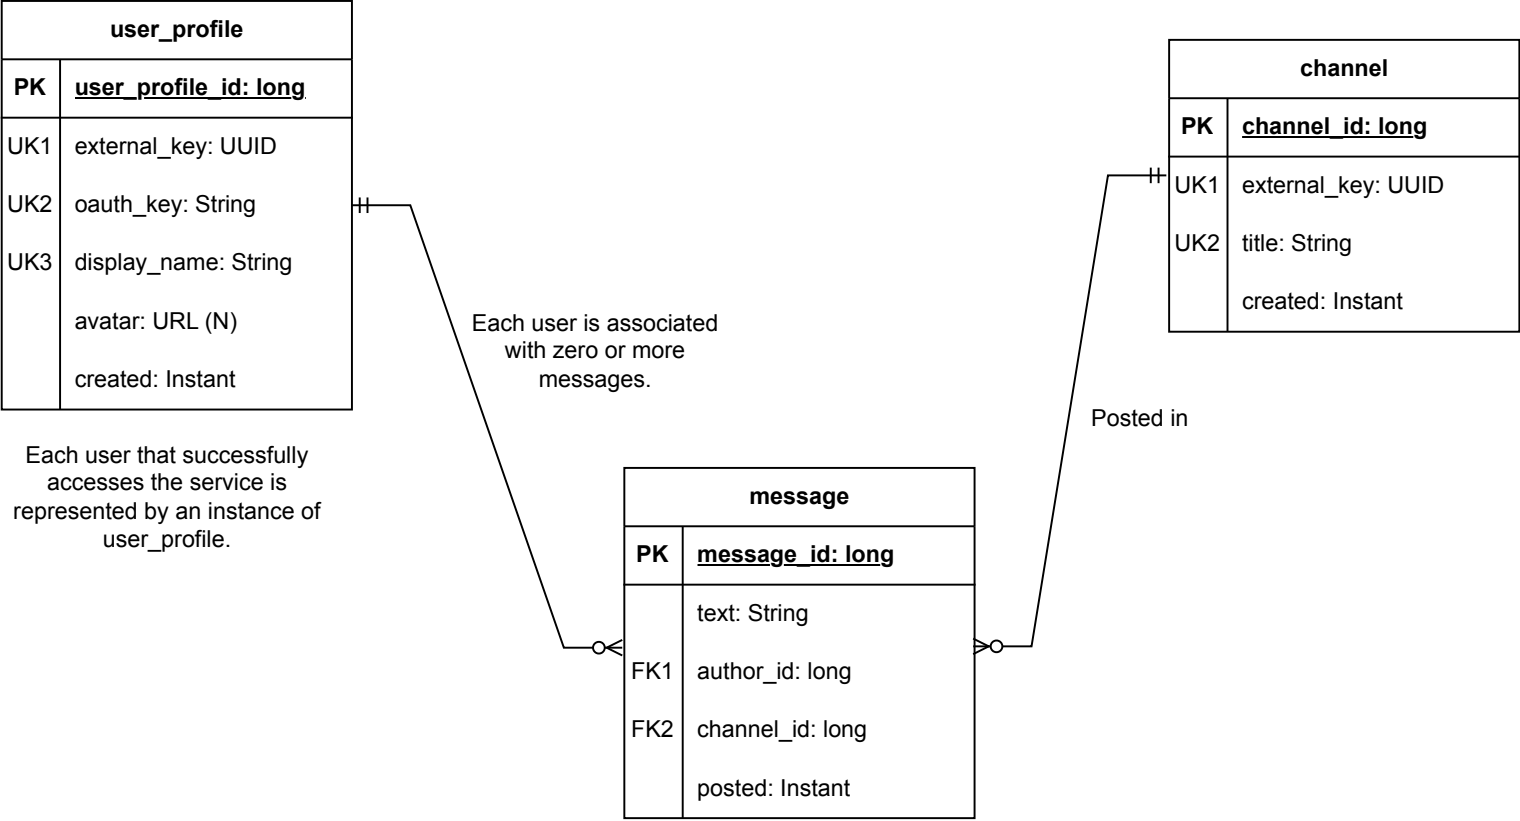 user_profile
PK user_profile_id: long
UK1 external_key: UUID
UK2 oauth_key: String
UK3 display_name: String
avatar: URL (N)
created: Instant
Each user that successfully
accesses the service is
represented by an instance of
user_profile.
Each user is associated
with zero or more
messages.
channel
PK channel_id: long
UK1 external_key: UUID
UK2 title: String
created: Instant
Posted in
message
PK message_id: long
text: String
FK1 author_id: long
FK2 channel_id: long
posted: Instant